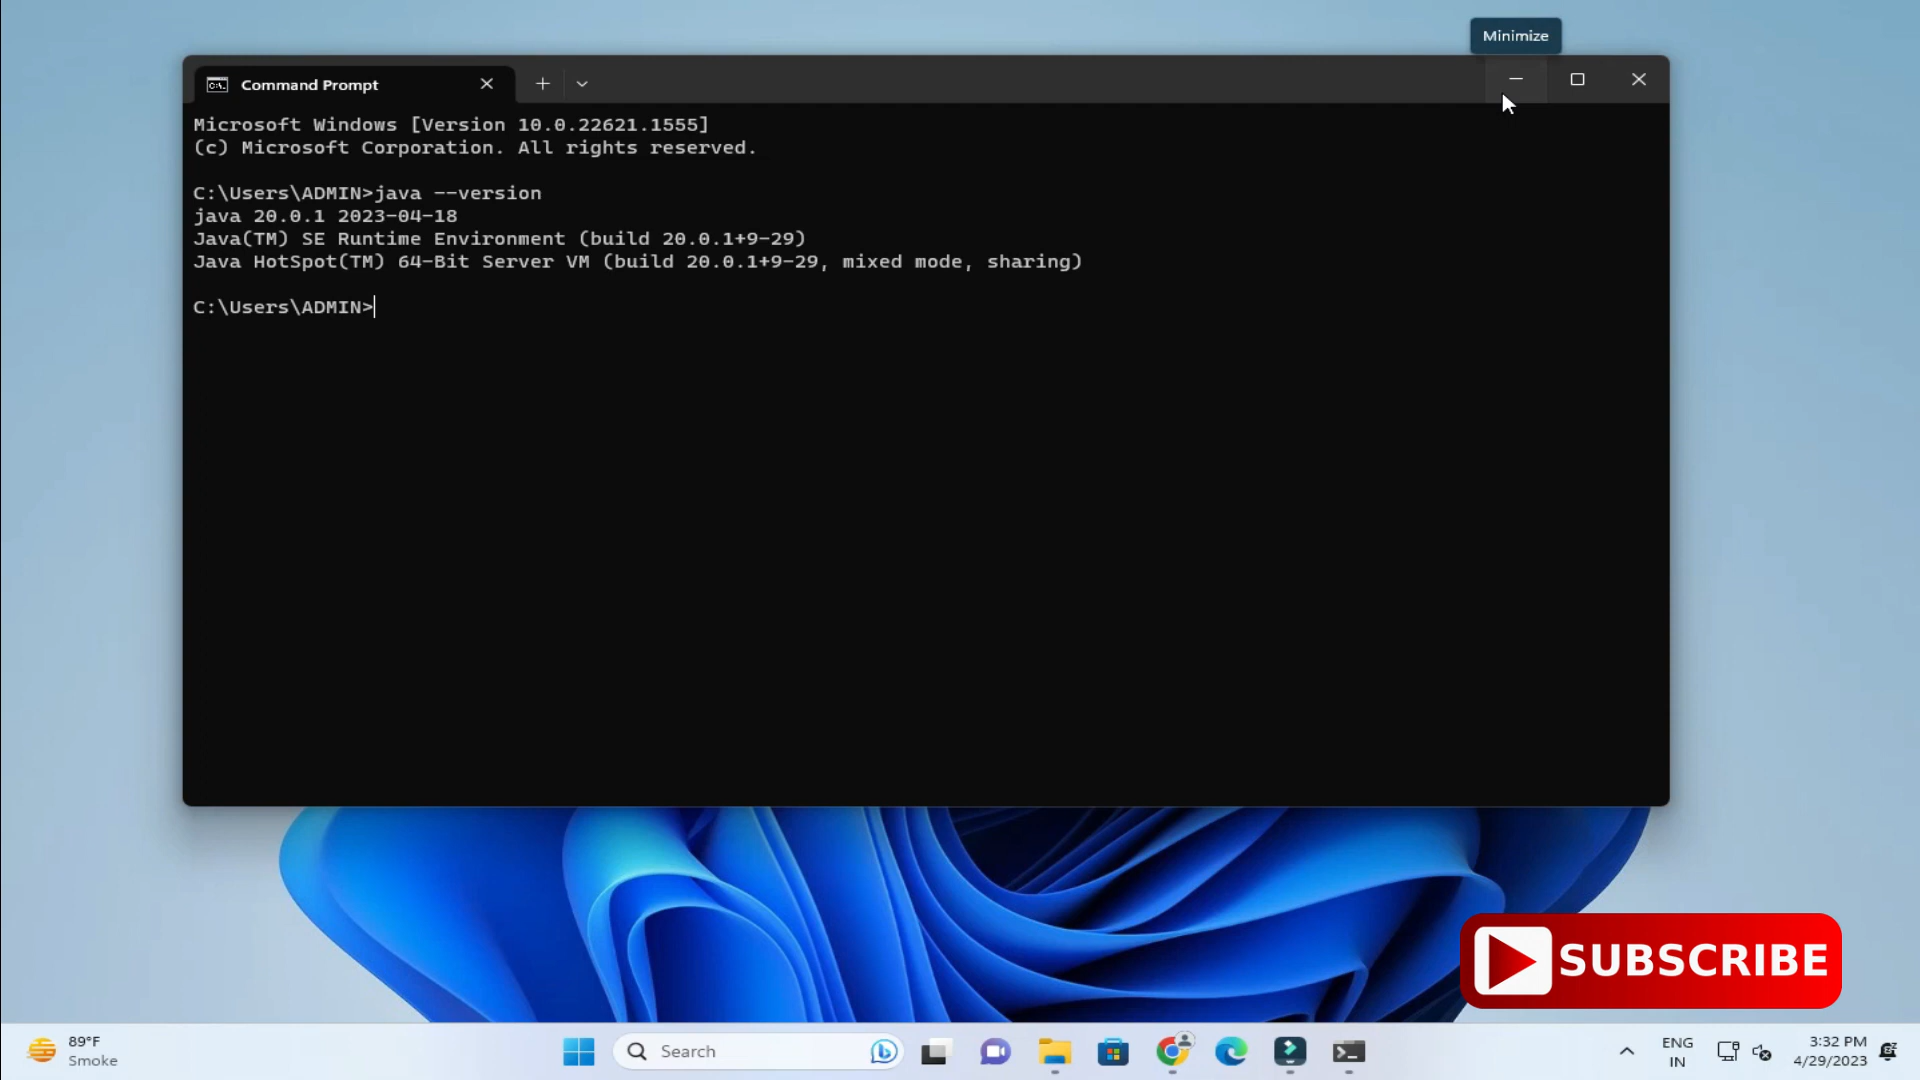 Minimize
Command Prompt
Microsoft Windows [Version 10.0.22621.1555]
(c) Microsoft Corporation. All rights reserved.
C:\Users\ADMIN>java --version
java 20.0.1 2023-04-18
Java(TM) SE Runtime Environment (build 20.0.1+9-29)
Java HotSpot(TM) 64-Bit Server VM (build 20.0.1+9-29, mixed mode, sharing)
C:\Users\ADMIN>
SUBSCRIBE
89°F
Smoke
Search
ENG
IN
3:32 PM
4/29/2023